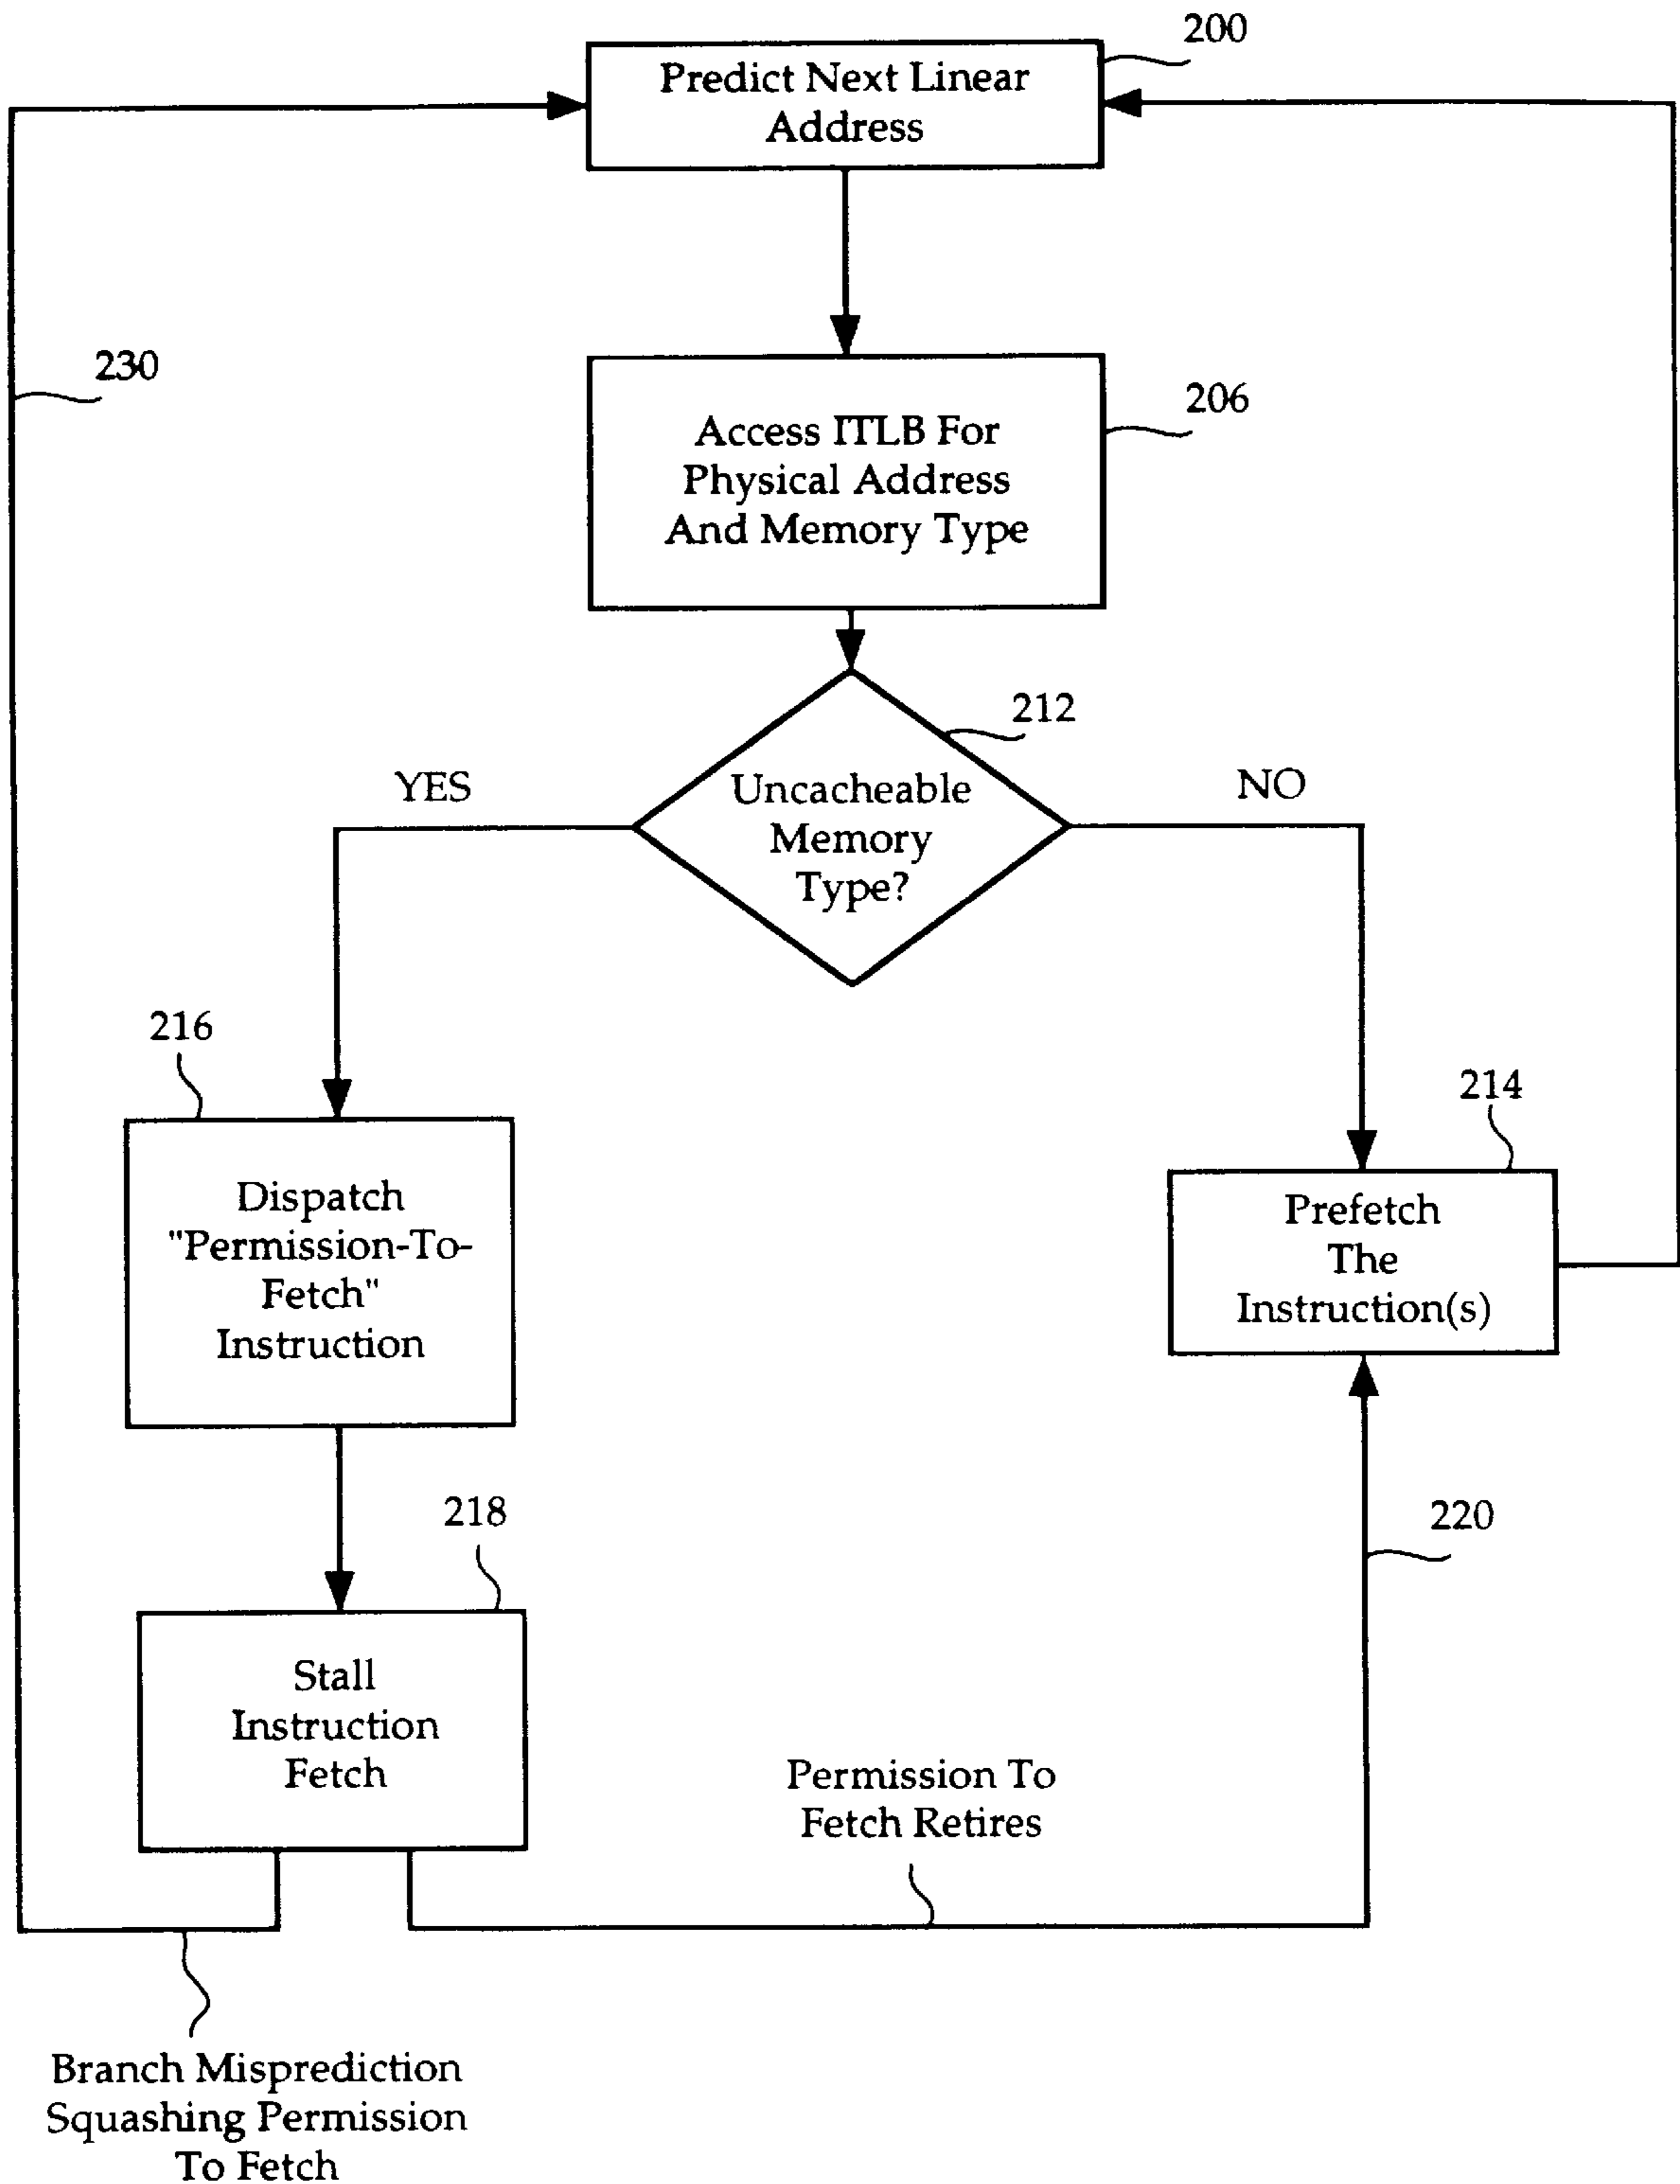 200
Predict Next Linear
Address
230
206
Access ITLB For
Physical Address
And Memory Type
212
YES
Uncacheable
Memory
Type?
NO
216
214
Dispatch
"Permission-To-
Fetch"
Instruction
Prefetch
The
Instruction(s)
218
220
Stall
Instruction
Fetch
Permission To
Fetch Retires
Branch Misprediction
Squashing Permission
To Fetch